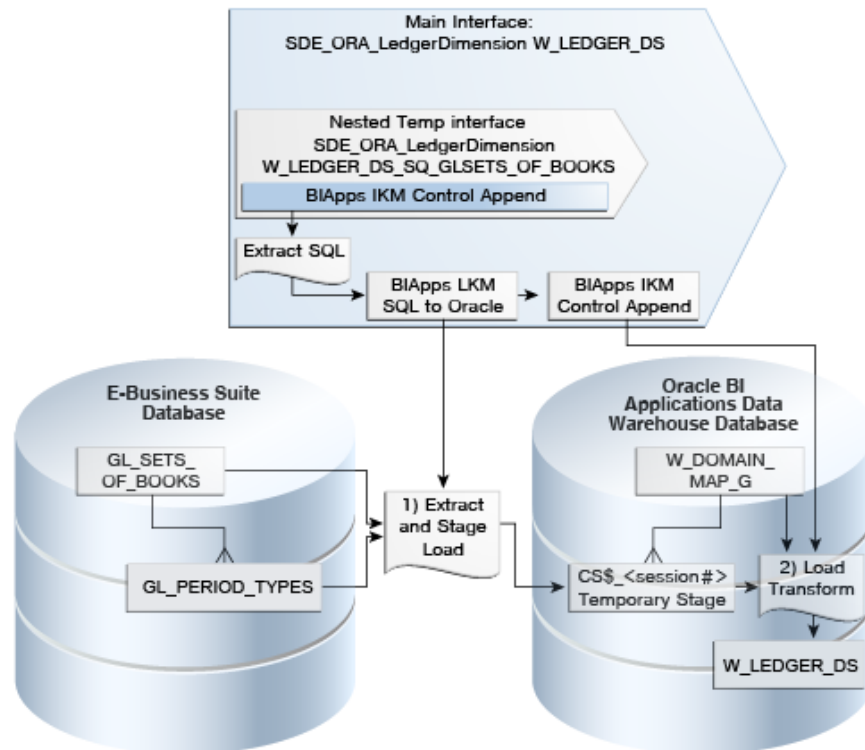 Main Interface:
SDE_ORA_LedgerDimension W_LEDGER_DS
Nested Temp interface
SDE_ORA_LedgerDimension
W_LEDGER_DS_SQ_GLSETS_OF_BOOKS
BIApps IKM Control Append
Extract SQL
BIApps LKM
SQL to Oracle
BIApps IKM
Control Append
E-Business Suite
Database
GL_SETS_
OF_BOOKS
GL_PERIOD_TYPES
1) Extract
and Stage
Load
Oracle BI
Applications Data
Warehouse Database
W_DOMAIN_
MAP_G
CS$_<session#>
Temporary Stage
2) Load
Transform
W_LEDGER_DS